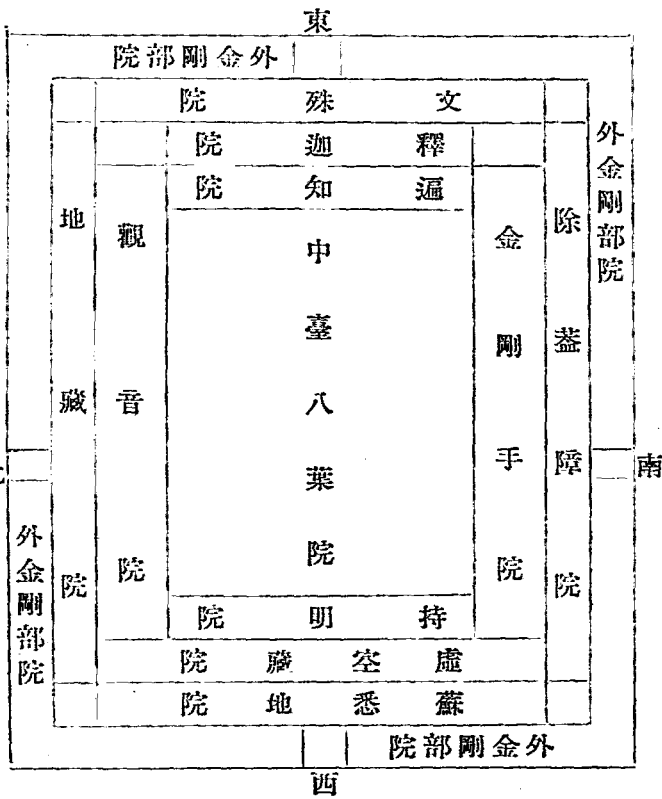 東
外金剛部院
文殊院
釋迦院
遍知院
中臺八葉院
持明院
虛空藏院
蘇悉地院
外金剛部院
西
外金剛部院
南
除葢障院
金剛手院
觀音院
地藏院
外金剛部院